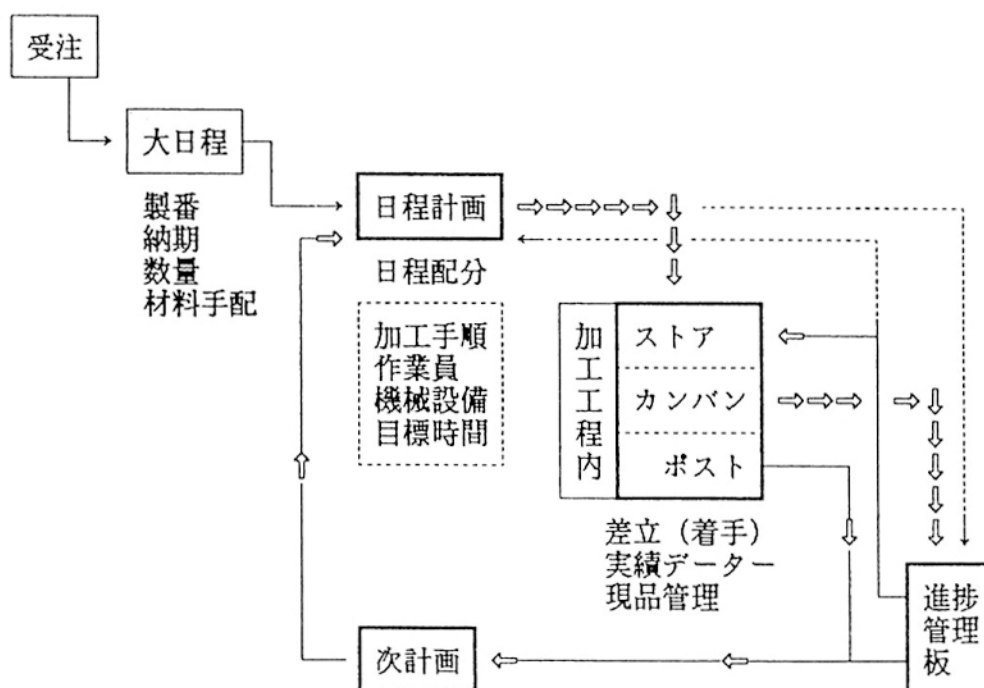 受注
大日程
製番
納期
数量
材料手配
日程計画
日程配分
加工手順
作業員
機械設備
目標時間
加工工程内
ストア
カンバン
ポスト
差立（着手）
実績データー
現品管理
進捗
管理
板
次計画